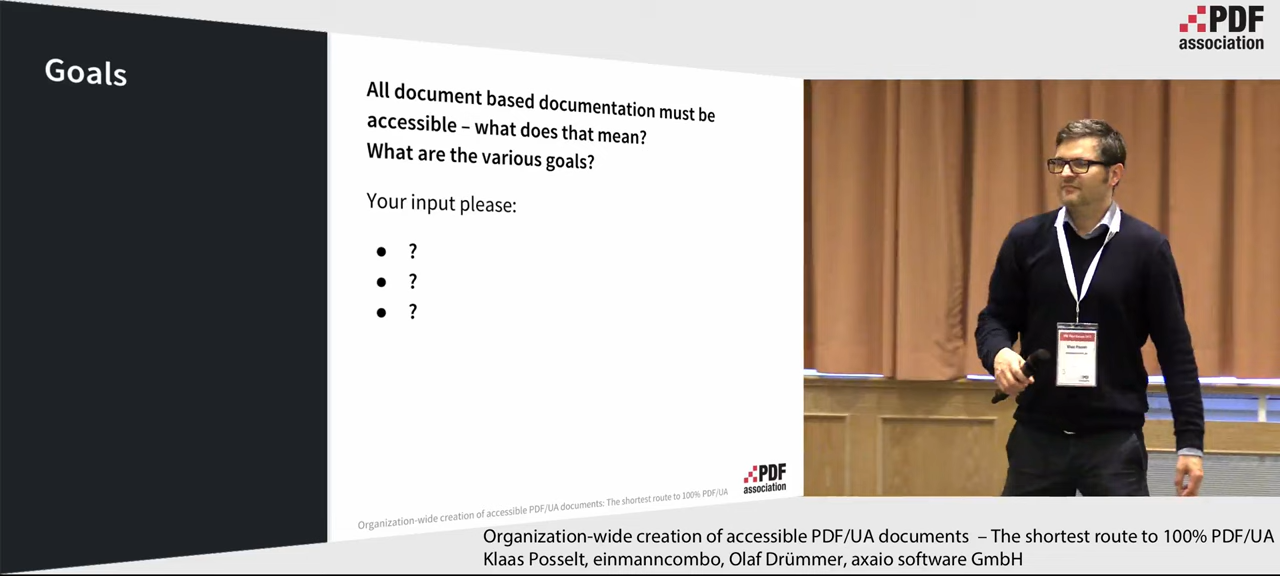 Goals
All document based documentation must be
accessible – what does that mean?
What are the various goals?
Your input please:
● ?
● ?
● ?
PDF
association
Organization-wide creation of accessible PDF/UA documents: The shortest route to 100% PDF/UA
PDF
association
Organization-wide creation of accessible PDF/UA documents – The shortest route to 100% PDF/UA
Klaas Posselt, einmanncombo, Olaf Drümmer, axaio software GmbH